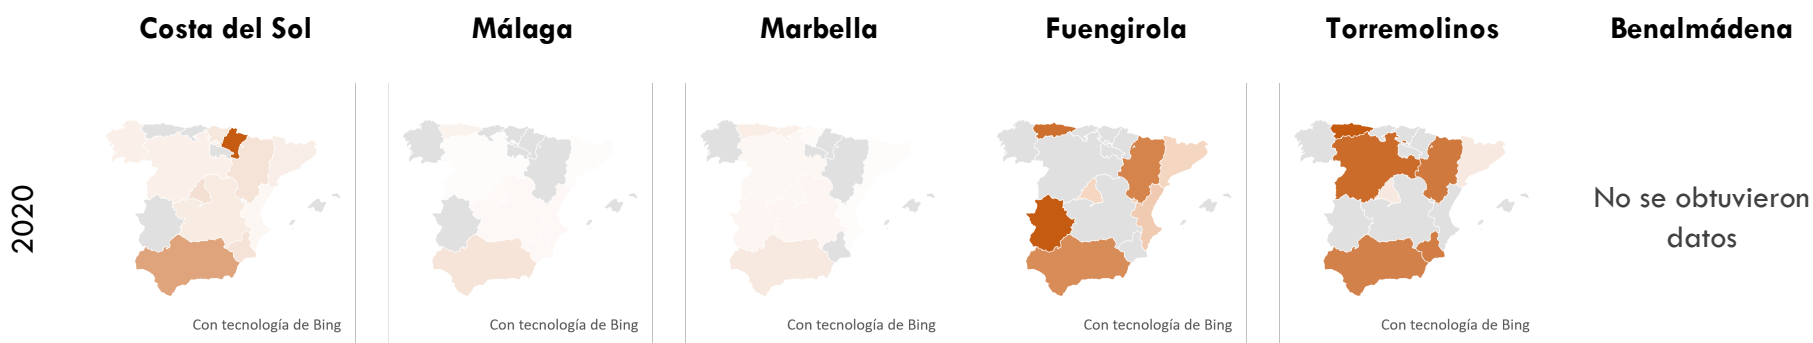 Costa del Sol
Málaga
Marbella
Fuengirola
Torremolinos
Benalmádena
2020
No se obtuvieron
datos
Con tecnología de Bing
Con tecnología de Bing
Con tecnología de Bing
Con tecnología de Bing
Con tecnología de Bing